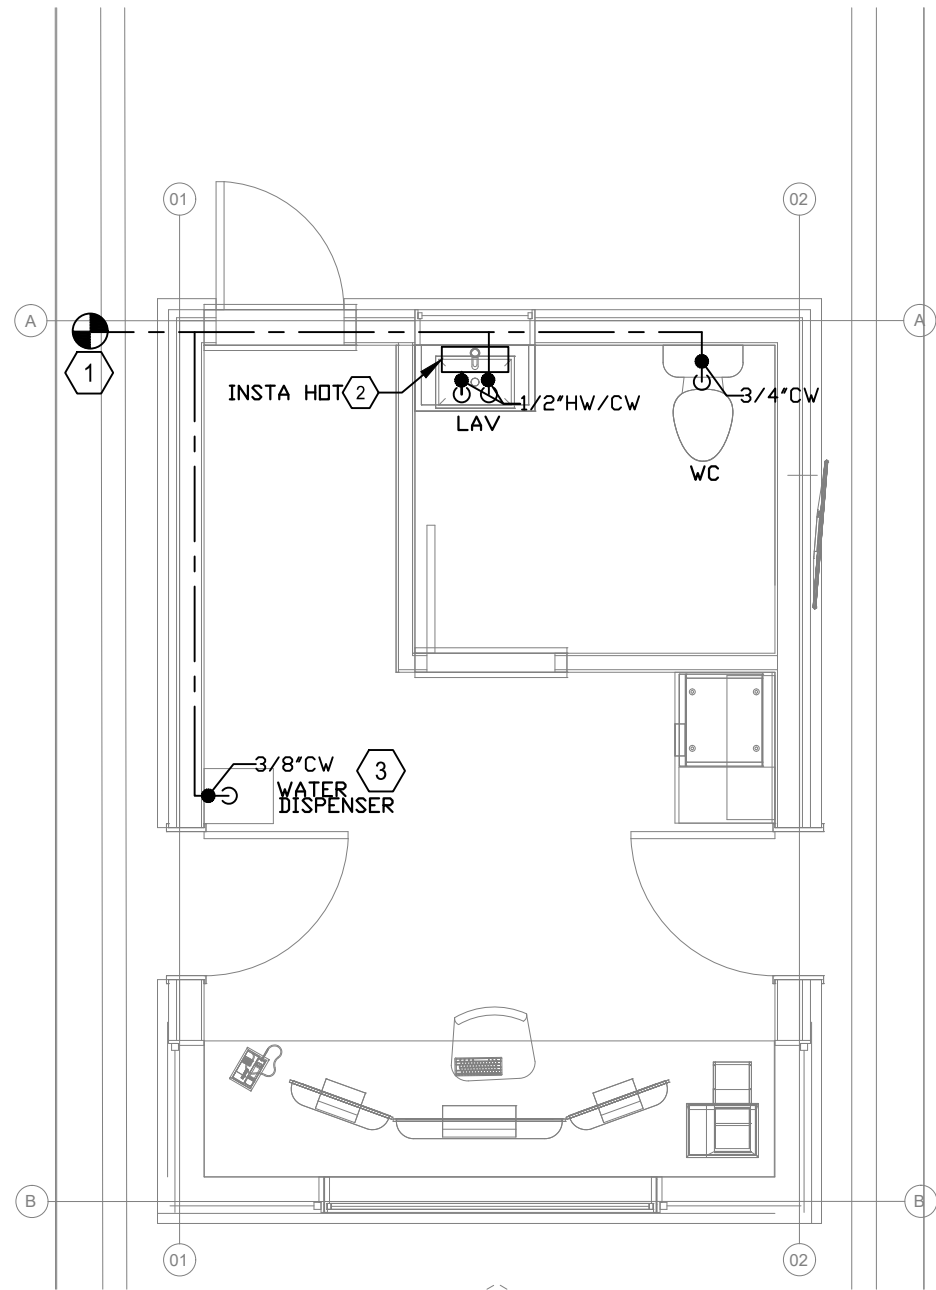 01 02
A A
1
INSTA HOT 2
1/2"HW/CW
3/4"CW
LAV
WC
3/8"CW 3
WATER
DISPENSER
B B
01 02